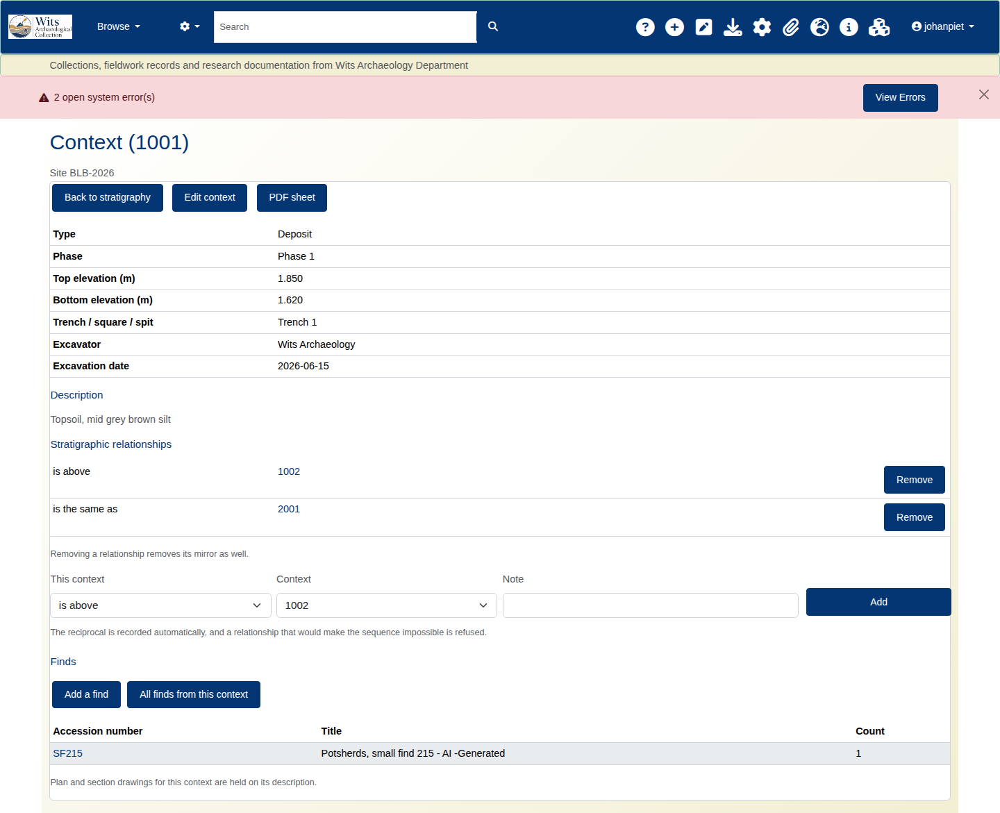 Wits
Archaeological
Collection
Browse
Search
johanpiet
Collections, fieldwork records and research documentation from Wits Archaeology Department
2 open system error(s)
View Errors
Context (1001)
Site BLB-2026
Back to stratigraphy
Edit context
PDF sheet
Type Deposit
Phase Phase 1
Top elevation (m) 1.850
Bottom elevation (m) 1.620
Trench / square / spit Trench 1
Excavator Wits Archaeology
Excavation date 2026-06-15
Description
Topsoil, mid grey brown silt
Stratigraphic relationships
is above 1002 Remove
is the same as 2001 Remove
Removing a relationship removes its mirror as well.
This context Context Note
is above 1002 Add
The reciprocal is recorded automatically, and a relationship that would make the sequence impossible is refused.
Finds
Add a find All finds from this context
Accession number Title Count
SF215 Potsherds, small find 215 - AI -Generated 1
Plan and section drawings for this context are held on its description.